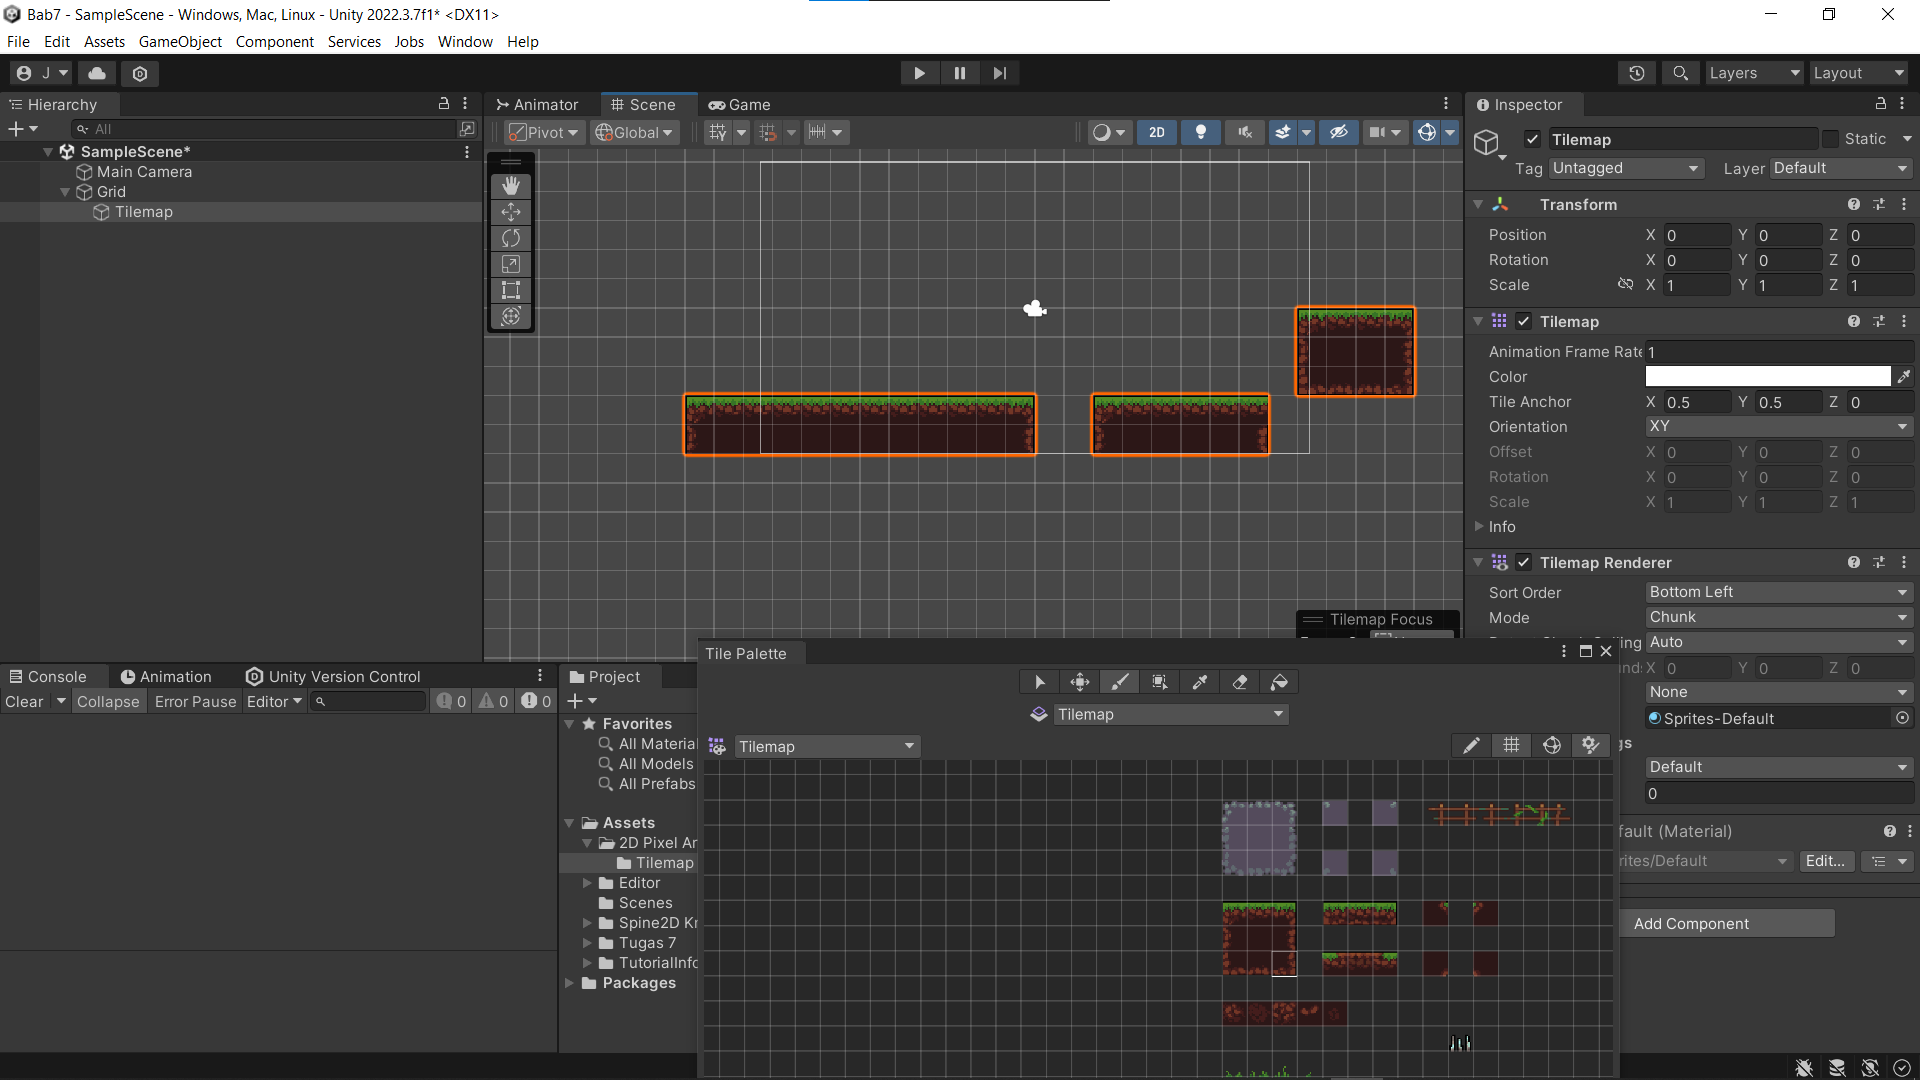 Bab7 - SampleScene - Windows, Mac, Linux - Unity 2022.3.7f1* <DX11>
File Edit Assets GameObject Component Services Jobs Window Help
J Layers Layout
Hierarchy
All
SampleScene*
Main Camera
Grid
Tilemap
Animator Scene Game
Pivot Global 2D
Inspector
Tilemap Static
Tag Untagged Layer Default
Transform
Position X 0 Y 0 Z 0
Rotation X 0 Y 0 Z 0
Scale X 1 Y 1 Z 1
Tilemap
Animation Frame Rate 1
Color
Tile Anchor X 0.5 Y 0.5 Z 0
Orientation XY
Offset X 0 Y 0 Z 0
Rotation X 0 Y 0 Z 0
Scale X 1 Y 1 Z 1
Info
Tilemap Renderer
Sort Order Bottom Left
Mode Chunk
Auto
X 0 Y 0 Z 0
None
Sprites-Default
Default
0
fault (Material)
rites/Default Edit...
Add Component
Tilemap Focus
Console Animation Unity Version Control
Clear Collapse Error Pause Editor 0 0 0
Project
Favorites
All Material
All Models
All Prefabs
Assets
2D Pixel Ar
Tilemap
Editor
Scenes
Spine2D Kr
Tugas 7
TutorialInfo
Packages
Tile Palette
Tilemap
Tilemap